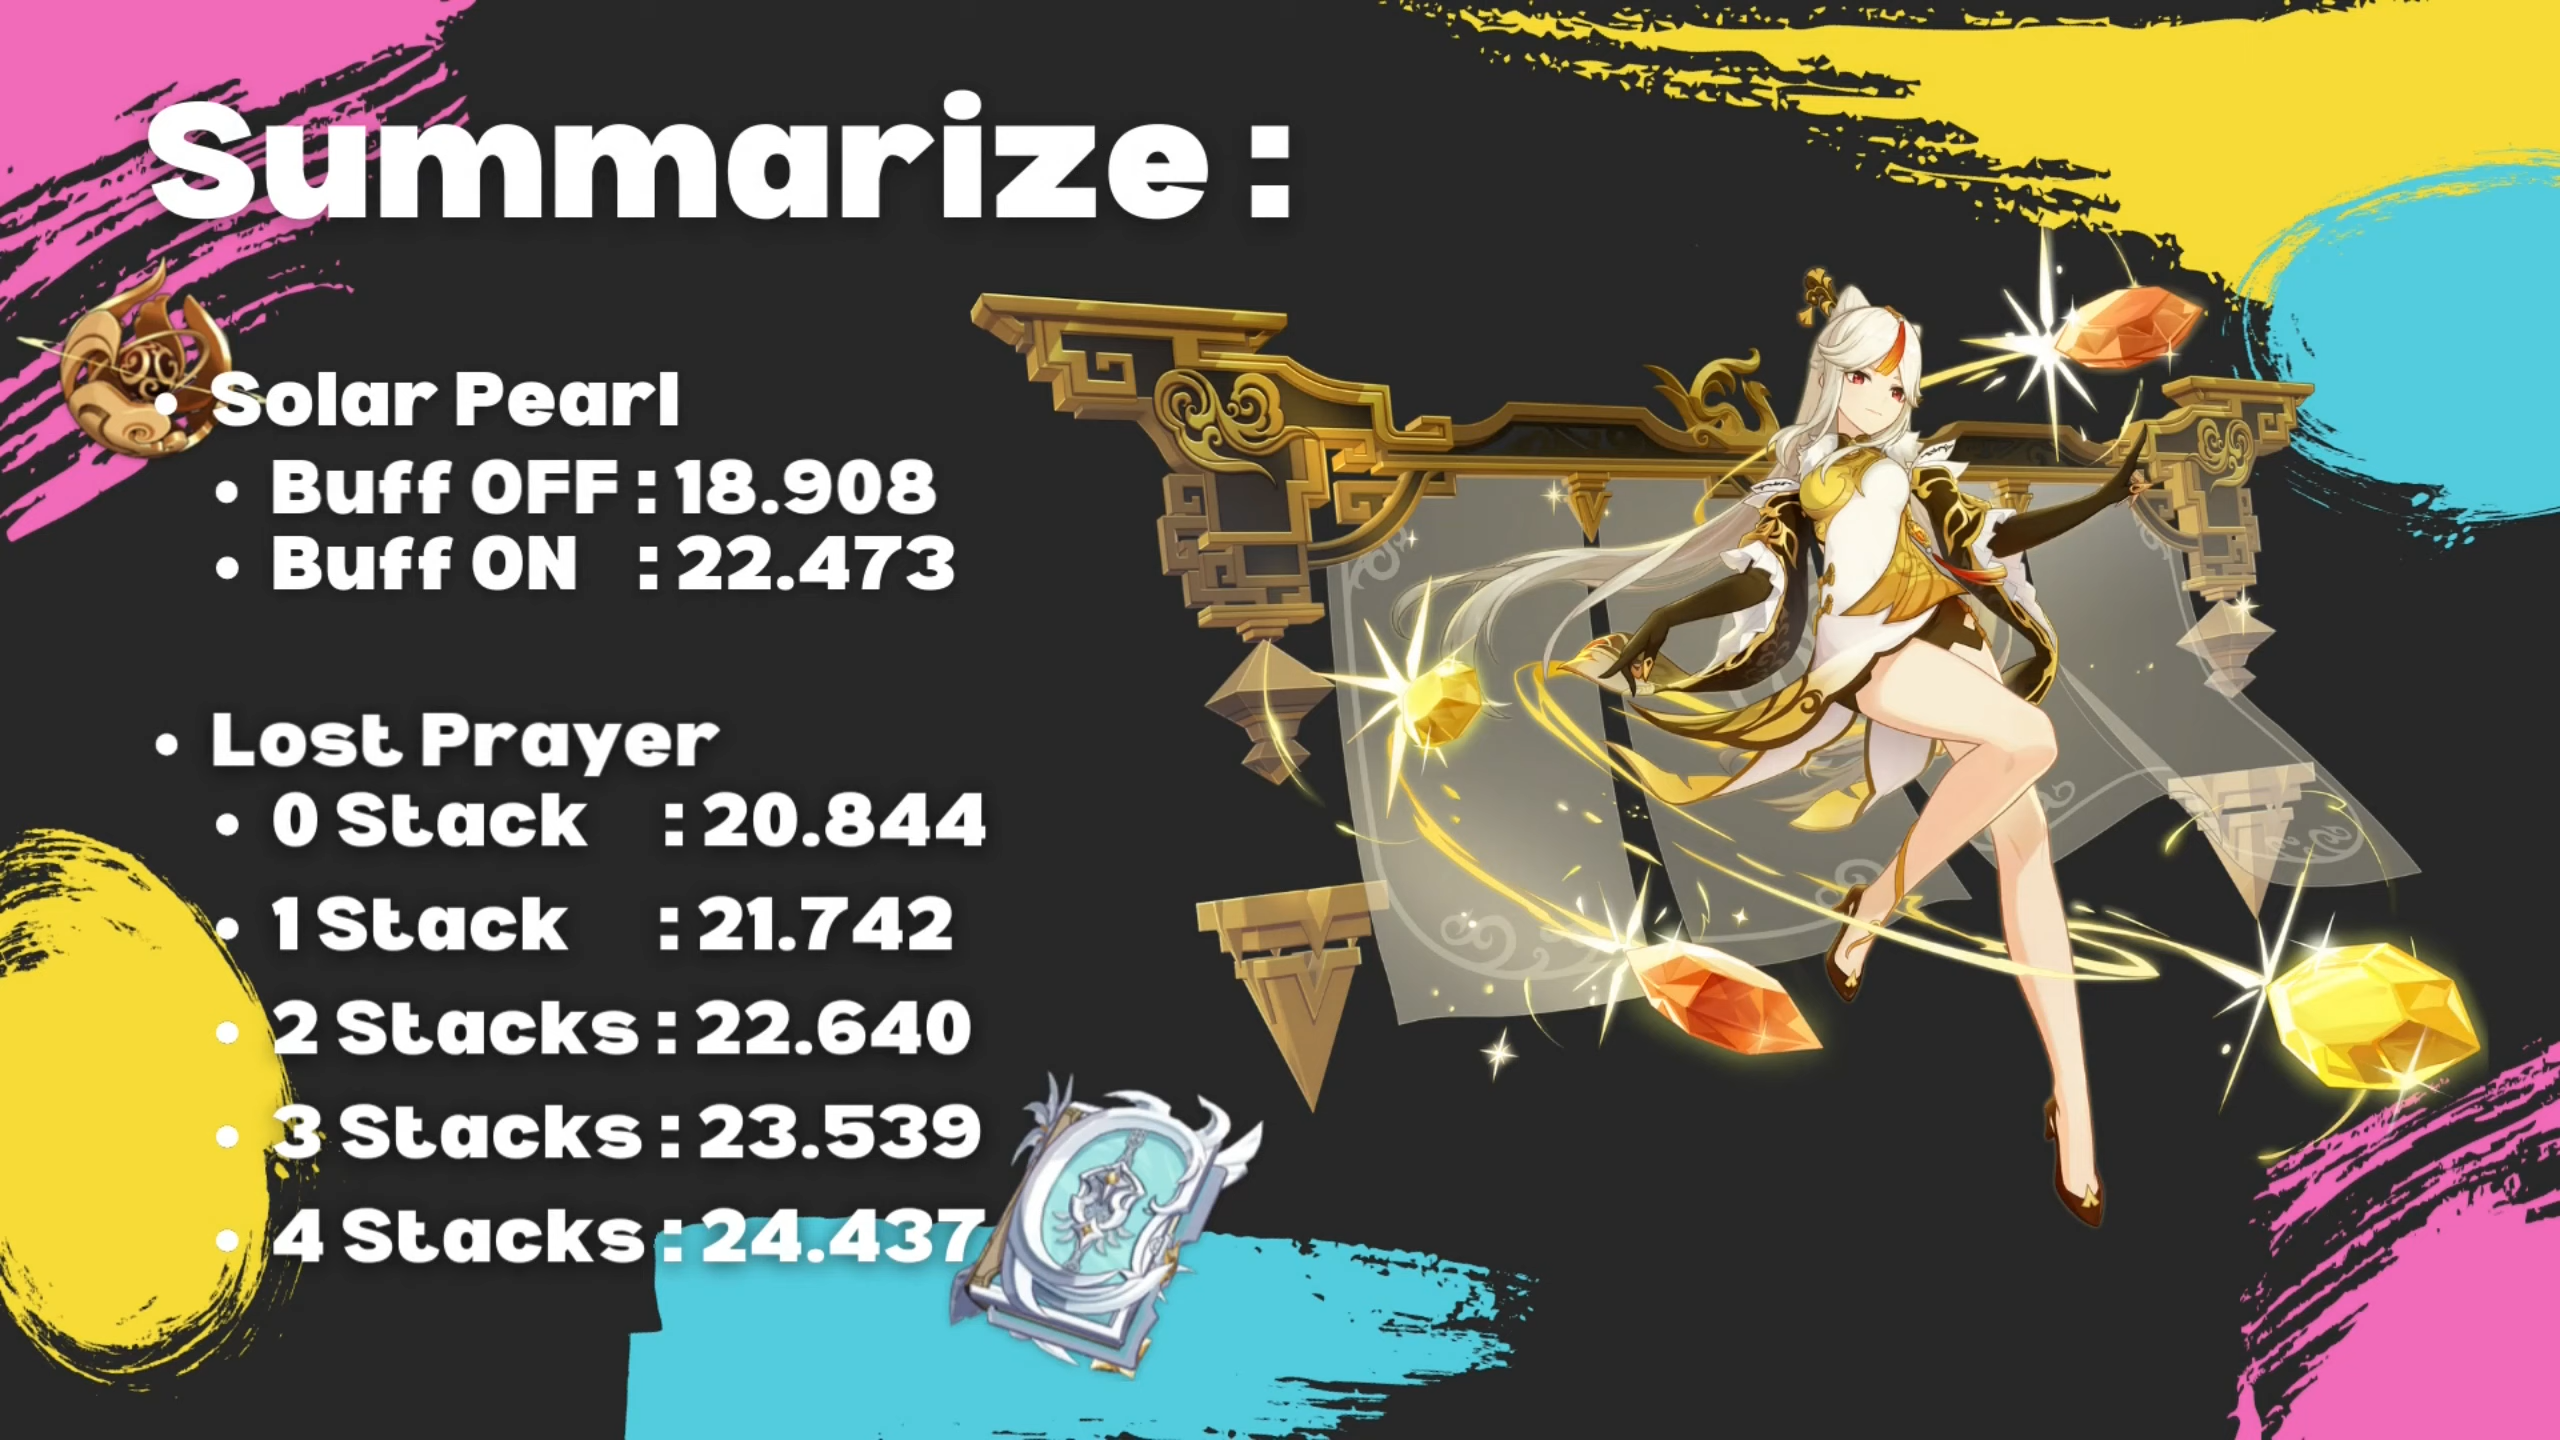 Summarize :
Solar Pearl
Buff OFF : 18.908
Buff ON : 22.473
Lost Prayer
0 Stack : 20.844
1 Stack : 21.742
2 Stacks : 22.640
3 Stacks : 23.539
4 Stacks : 24.437